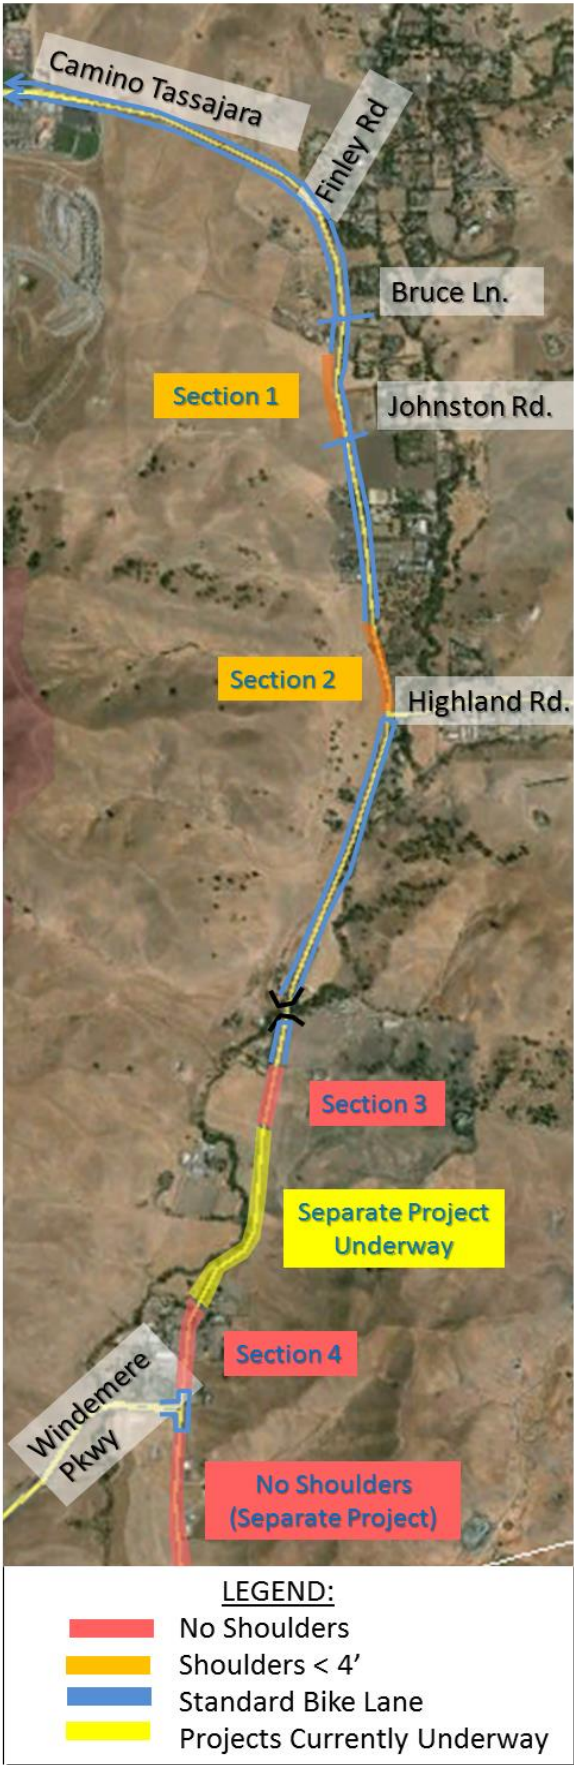 Camino Tassajara
Finley Rd
Bruce Ln.
Section 1
Johnston Rd.
Section 2
Highland Rd.
Section 3
Separate Project
Underway
Section 4
Windemere
Pkwy
No Shoulders
(Separate Project)
LEGEND:
No Shoulders
Shoulders < 4’
Standard Bike Lane
Projects Currently Underway